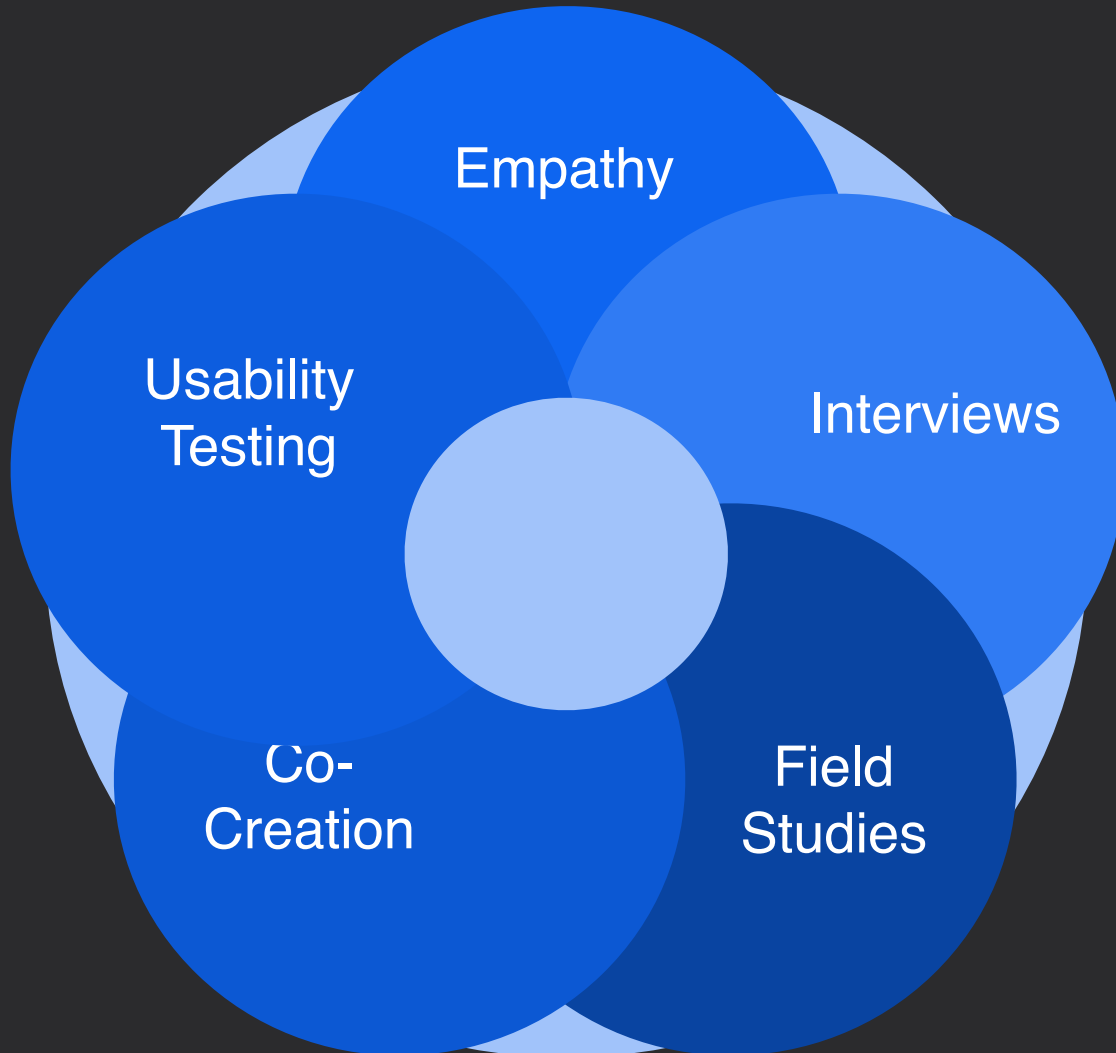 Empathy
Interviews
Usability
Testing
Co-
Creation
Field
Studies